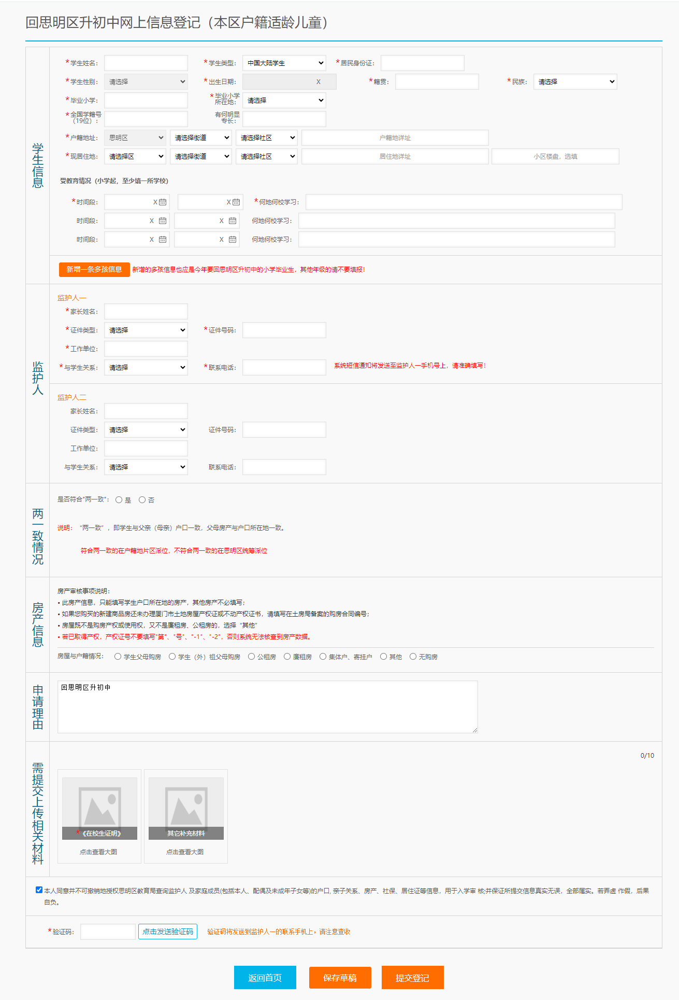 回思明区升初中网上信息登记（本区户籍适龄儿童）
学生信息
*学生姓名： *学生类型： 中国大陆学生 *居民身份证：
*学生性别： 请选择 *出生日期： X *籍贯： *民族： 请选择
*毕业小学： *毕业小学所在地： 请选择
*全国学籍号（19位）： 有何明显专长：
*户籍地址： 思明区 请选择街道 请选择社区 户籍地详址
*现居住地： 请选择区 请选择街道 请选择社区 居住地详址 小区楼盘，选填
受教育情况（小学起，至少填一所学校)
*时间段： X X *何地何校学习：
时间段： X X 何地何校学习：
时间段： X X 何地何校学习：
新增一条多孩信息 新增的多孩信息也应是今年要回思明区升初中的小学毕业生，其他年级的请不要填报！
监护人
监护人一
*家长姓名：
*证件类型： 请选择 *证件号码：
*工作单位：
*与学生关系： 请选择 *联系电话： 系统短信通知将发送至监护人一手机号上，请准确填写！
监护人二
家长姓名：
证件类型： 请选择 证件号码：
工作单位：
与学生关系： 请选择 联系电话：
两一致情况
是否符合"两一致"： 是 否
说明： “两一致”，即学生与父亲（母亲）户口一致，父母房产与户口所在地一致。
符合两一致的在户籍地片区派位，不符合两一致的在思明区统筹派位
房产信息
房产审核事项说明：
• 此房产信息，只能填写学生户口所在地的房产，其他房产不必填写；
• 如果您购买的新建商品房还未办理厦门市土地房屋产权证或不动产权证书，请填写在土房局备案的购房合同编号；
• 房屋既不是购房产权或使用权，又不是廉租房、公租房的，选择“其他”
• 若已取得产权，产权证号不要填写"第"、"号"、"-1"、"-2"，否则系统无法核查到房产数据。
房屋与户籍情况： 学生父母购房 学生（外）祖父母购房 公租房 廉租房 集体户、寄挂户 其他 无购房
申请理由
回思明区升初中
需提交上传相关材料
0/10
*《在校生证明》 其它补充材料
点击查看大图 点击查看大图
本人同意并不可撤销地授权思明区教育局查询监护人 及家庭成员(包括本人、配偶及未成年子女等)的户口, 亲子关系、房产、社保、居住证等信息，用于入学审 核;并保证所提交信息真实无误，全部属实。若弄虚 作假，后果
自负。
*验证码： 点击发送验证码 验证码将发送到监护人一的联系手机上，请注意查收
返回首页 保存草稿 提交登记